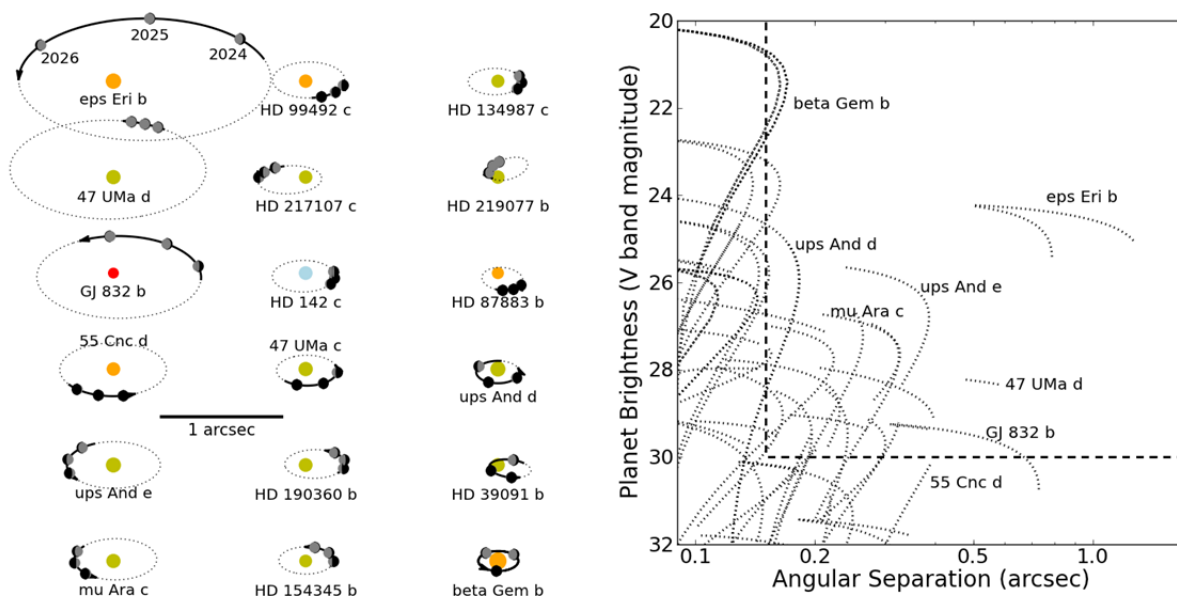 2026
2025
2024
eps Eri b
HD 99492 c
HD 134987 c
47 UMa d
HD 217107 c
HD 219077 b
GJ 832 b
HD 142 c
HD 87883 b
55 Cnc d
47 UMa c
ups And d
1 arcsec
ups And e
HD 190360 b
HD 39091 b
mu Ara c
HD 154345 b
beta Gem b
Planet Brightness (V band magnitude)
20
22
24
26
28
30
32
beta Gem b
eps Eri b
ups And d
ups And e
mu Ara c
47 UMa d
GJ 832 b
55 Cnc d
0.1
0.2
0.5
1.0
Angular Separation (arcsec)